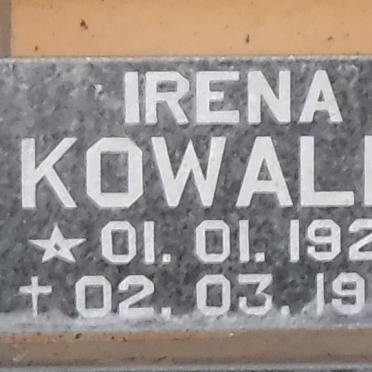 IRENA
KOWAL
★ 01. 01. 192
† 02. 03. 19